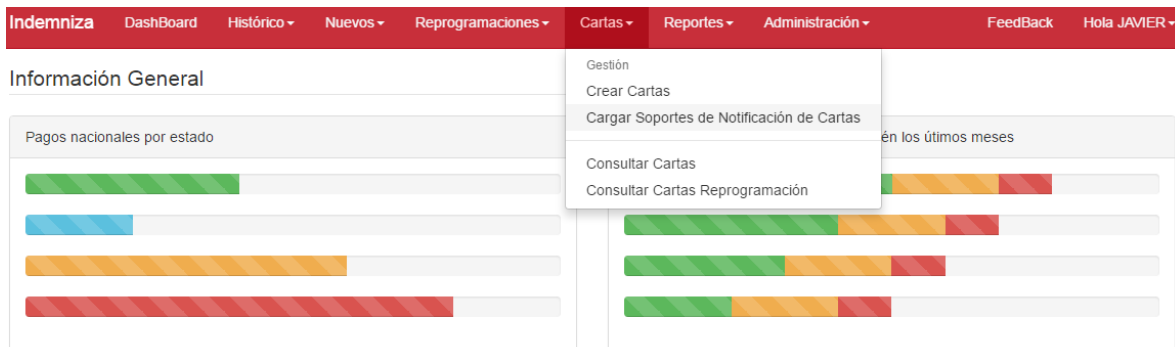 Indemniza DashBoard Histórico Nuevos Reprogramaciones Cartas Reportes Administración FeedBack Hola JAVIER
Información General
Gestión
Crear Cartas
Cargar Soportes de Notificación de Cartas
Consultar Cartas
Consultar Cartas Reprogramación
Pagos nacionales por estado
én los útimos meses